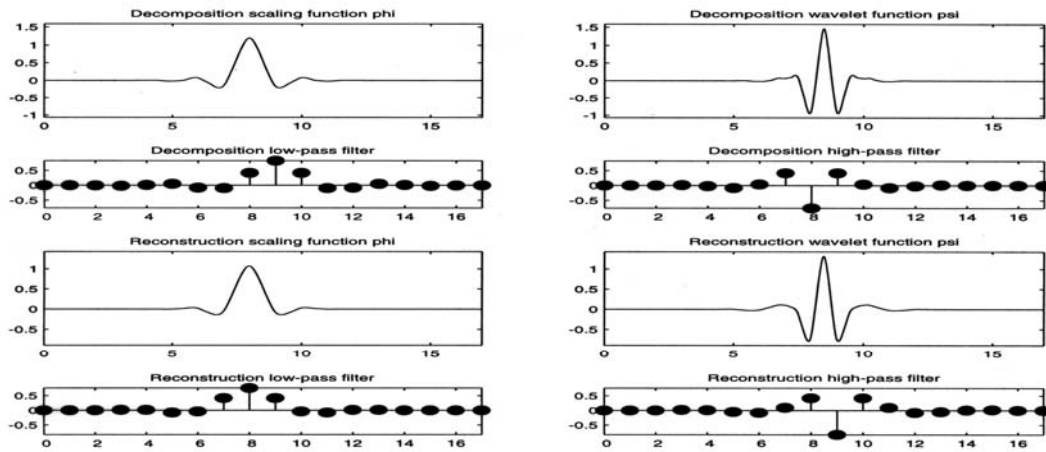 Decomposition scaling function phi
1.5
1
0.5
0
-0.5
-1
0 5 10 15
Decomposition wavelet function psi
1.5
1
0.5
0
-0.5
-1
0 5 10 15
Decomposition low-pass filter
0.5
0
-0.5
0 2 4 6 8 10 12 14 16
Decomposition high-pass filter
0.5
0
-0.5
0 2 4 6 8 10 12 14 16
Reconstruction scaling function phi
1
0.5
0
-0.5
0 5 10 15
Reconstruction wavelet function psi
1
0.5
0
-0.5
0 5 10 15
Reconstruction low-pass filter
0.5
0
-0.5
0 2 4 6 8 10 12 14 16
Reconstruction high-pass filter
0.5
0
-0.5
0 2 4 6 8 10 12 14 16